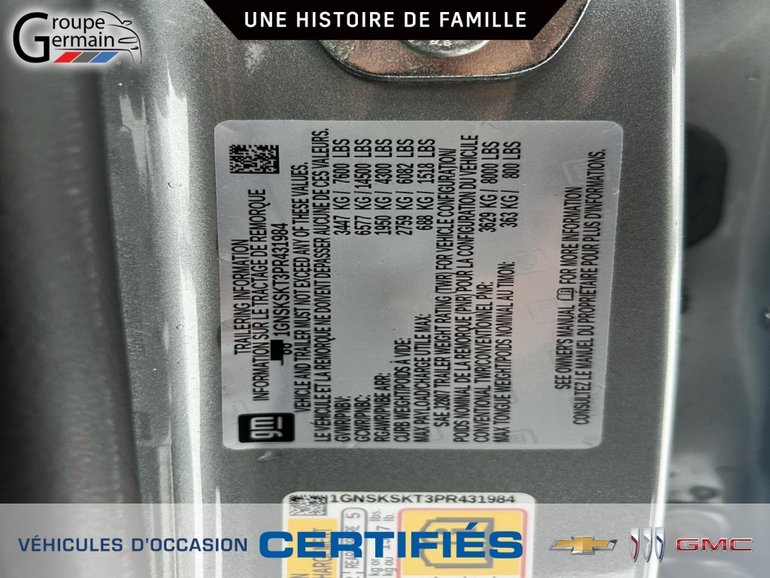 Groupe
Germain
UNE HISTOIRE DE FAMILLE
TRAILERING INFORMATION
INFORMATION SUR LE TRACTAGE DE REMORQUE
1GNSKSKT3PR431984
VEHICLE AND TRAILER MUST NOT EXCEED ANY OF THESE VALUES.
LE VÉHICULE ET LA REMORQUE NE DOIVENT DÉPASSER AUCUNE DE CES VALEURS.
GVWR/PNBV: 3447 KG / 7600 LBS
GCWR/PNBC: 6577 KG / 14500 LBS
RGAWR/PNBE ARR: 1950 KG / 4300 LBS
CURB WEIGHT/POIDS À VIDE: 2759 KG / 6082 LBS
MAX PAYLOAD/CHARGE UTILE MAX: 688 KG / 1518 LBS
SAE J2807 TRAILER WEIGHT RATING (TWR) FOR VEHICLE CONFIGURATION/
POIDS NOMINAL DE LA REMORQUE (PNR) POUR LA CONFIGURATION DU VÉHICULE
CONVENTIONAL TWR/CONVENTIONNEL PNR: 3629 KG / 8000 LBS
MAX TONGUE WEIGHT/POIDS NOMINAL AU TIMON: 363 KG / 800 LBS
SEE OWNER'S MANUAL FOR MORE INFORMATION
CONSULTEZ LE MANUEL DU PROPRIÉTAIRE POUR PLUS D'INFORMATIONS.
gm
1GNSKSKT3PR431984
VÉHICULES D'OCCASION CERTIFIÉS
GMC